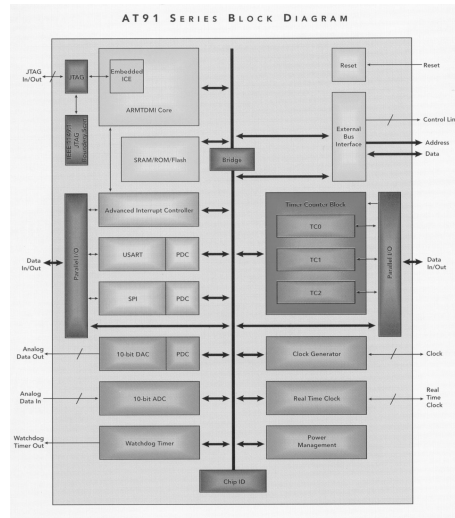 AT91 SERIES BLOCK DIAGRAM
JTAG
In/Out
JTAG
Embedded
ICE
ARMTDMI Core
Reset
Reset
JTAG
SRAM/ROM/Flash
Bridge
External
Bus
Interface
Control Lin
Address
Data
Advanced Interrupt Controller
Timer Counter Block
Data
In/Out
Parallel I/O
USART
PDC
SPI
PDC
TC0
TC1
TC2
Parallel I/O
Data
In/Out
Analog
Data Out
10-bit DAC
PDC
Clock Generator
Clock
Analog
Data In
10-bit ADC
Real Time Clock
Real
Time
Clock
Watchdog
Timer Out
Watchdog Timer
Power
Management
Chip ID